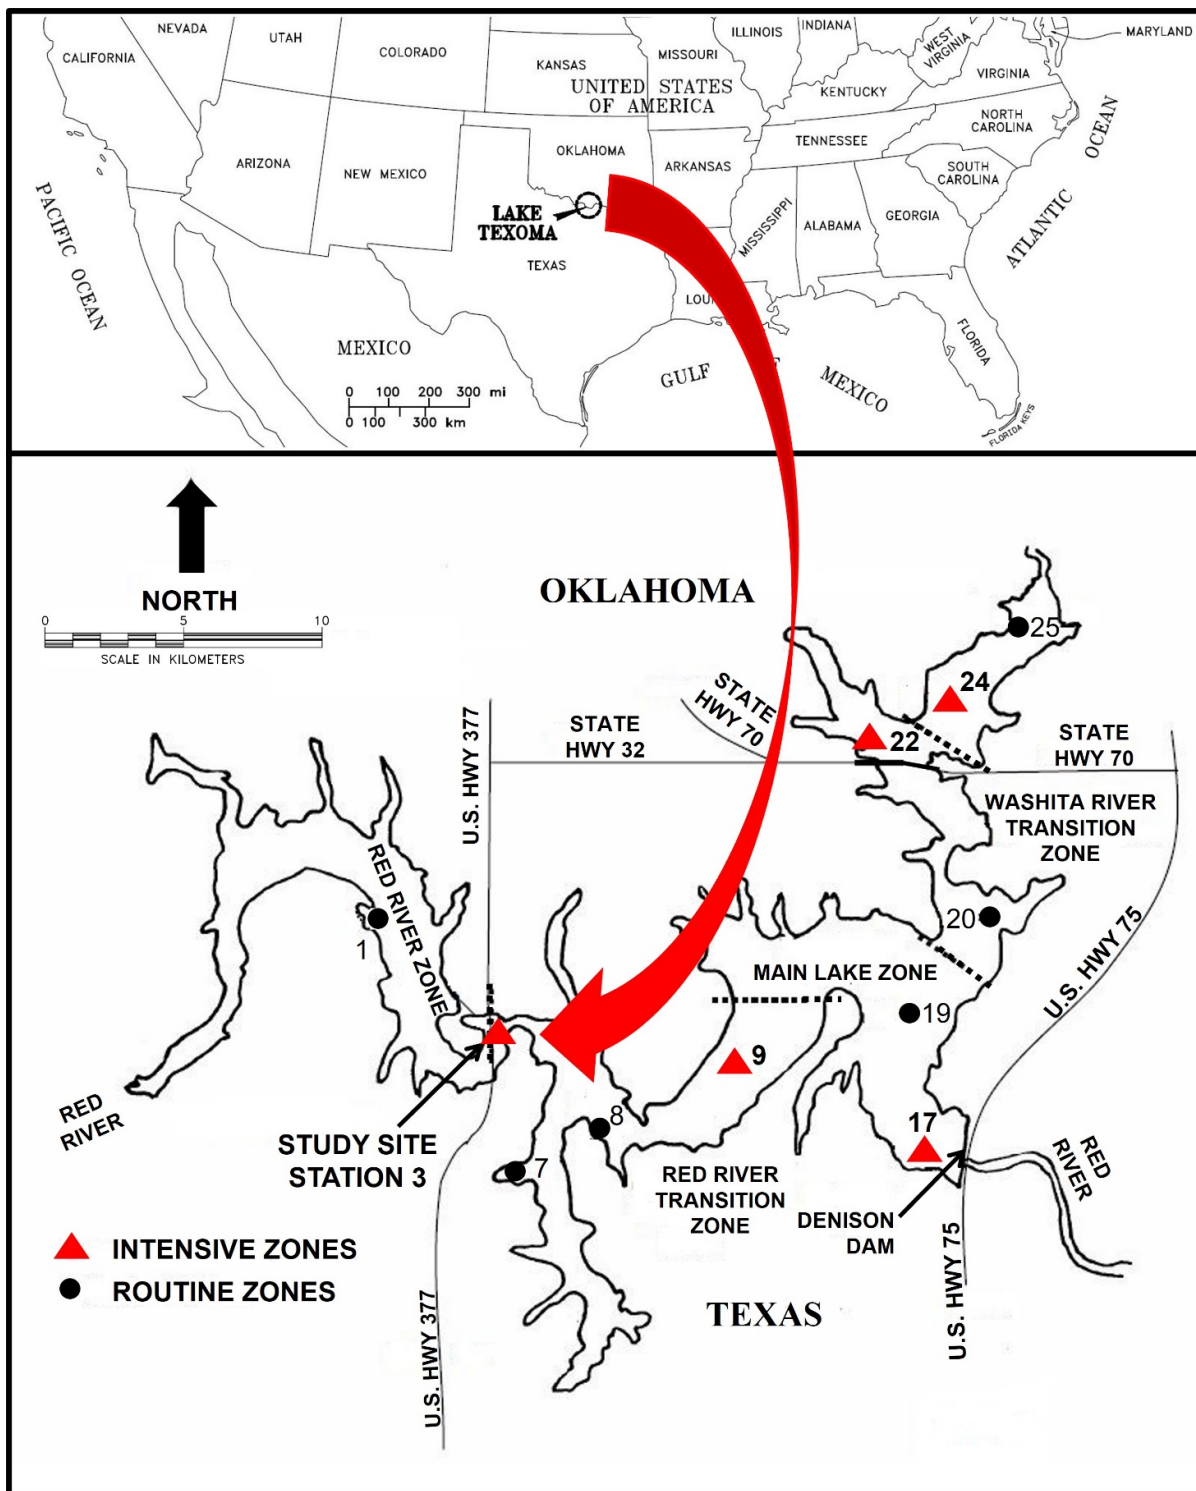 NEVADA
UTAH
CALIFORNIA
COLORADO
KANSAS
MISSOURI
ILLINOIS
INDIANA
WEST
VIRGINIA
MARYLAND
UNITED STATES
OF AMERICA
KENTUCKY
VIRGINIA
ARIZONA
NEW MEXICO
OKLAHOMA
ARKANSAS
TENNESSEE
NORTH
CAROLINA
SOUTH
CAROLINA
LAKE
TEXOMA
MISSISSIPPI
ALABAMA
GEORGIA
TEXAS
LOUI
FLORIDA
PACIFIC OCEAN
ATLANTIC
OCEAN
MEXICO
GULF
MEXICO
FLORIDA KEYS
0 100 200 300 mi
0 100 300 km
NORTH
0 5 10
SCALE IN KILOMETERS
OKLAHOMA
25
24
STATE
HWY 70
22
STATE
HWY 32
STATE
HWY 70
U.S. HWY 377
WASHITA RIVER
TRANSITION
ZONE
RED RIVER ZONE
1
20
MAIN LAKE ZONE
U.S. HWY 75
19
9
RED
RIVER
8
17
RED
RIVER
STUDY SITE
STATION 3
7
RED RIVER
TRANSITION
ZONE
DENISON
DAM
INTENSIVE ZONES
ROUTINE ZONES
U.S. HWY 377
TEXAS
U.S. HWY 75